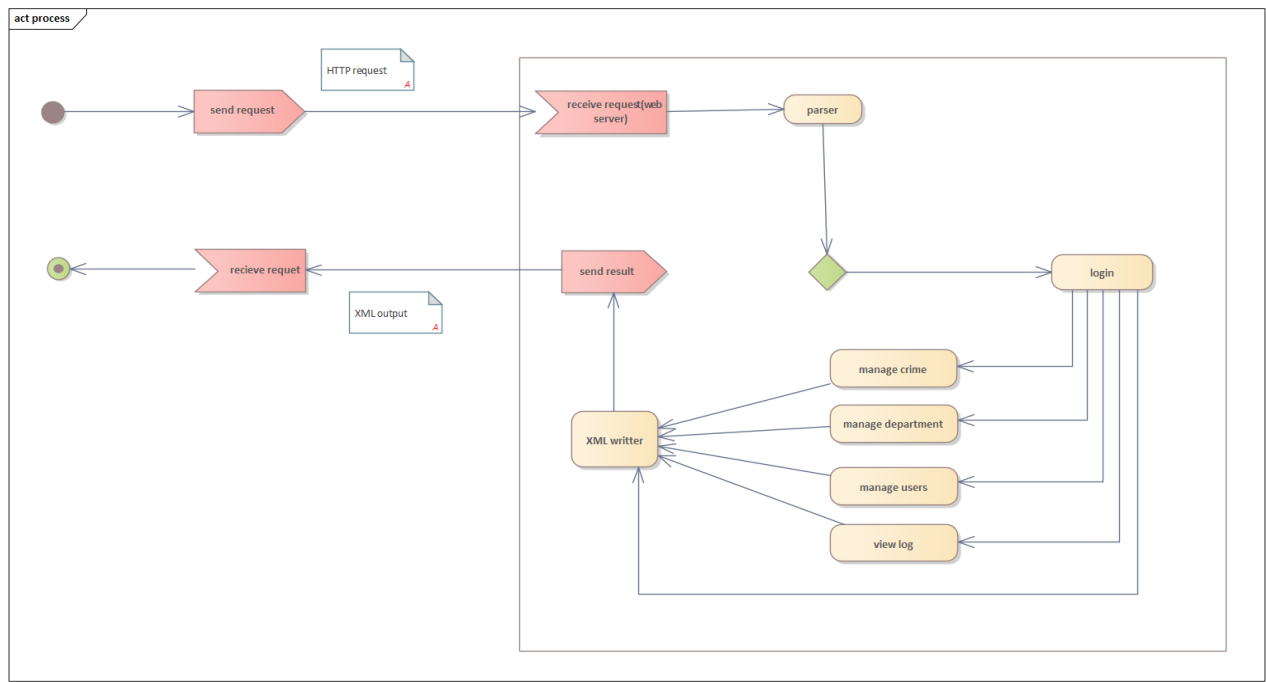 act process
HTTP request
A
send request
receive request(web
server)
parser
recieve requet
send result
login
XML output
A
manage crime
manage department
XML writter
manage users
view log